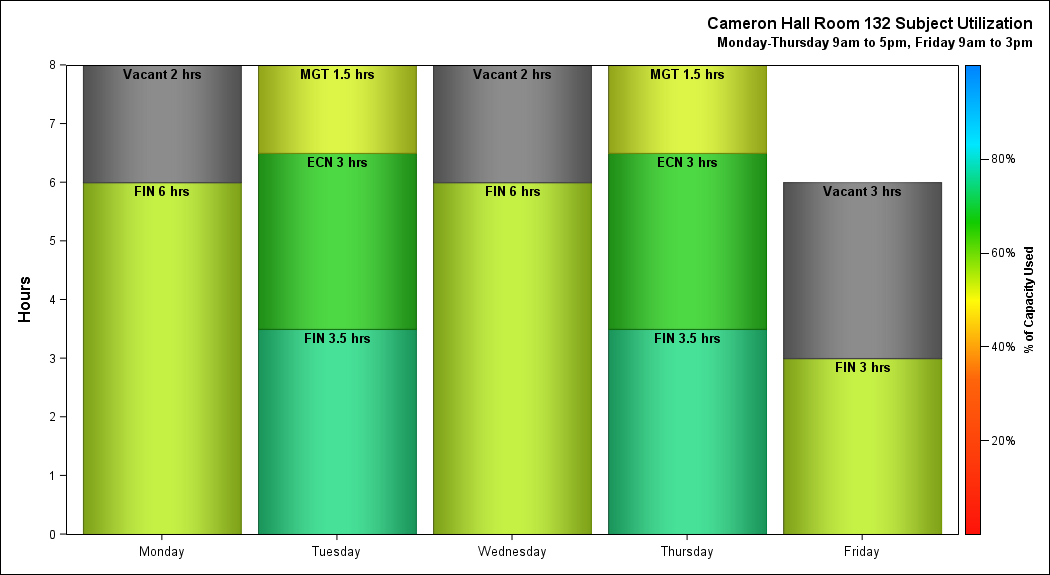 Cameron Hall Room 132 Subject Utilization
Monday-Thursday 9am to 5pm, Friday 9am to 3pm
Hours
8
7
6
5
4
3
2
1
0
Vacant 2 hrs
FIN 6 hrs
MGT 1.5 hrs
ECN 3 hrs
FIN 3.5 hrs
Vacant 2 hrs
FIN 6 hrs
MGT 1.5 hrs
ECN 3 hrs
FIN 3.5 hrs
Vacant 3 hrs
FIN 3 hrs
Monday
Tuesday
Wednesday
Thursday
Friday
80%
60%
40%
20%
% of Capacity Used